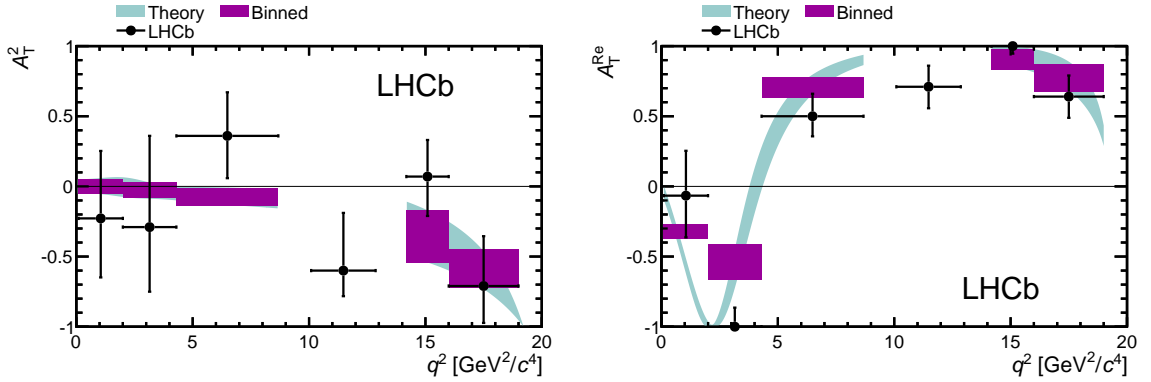 Theory Binned
LHCb
A_T^2
1
0.5
0
-0.5
-1
LHCb
0 5 10 15 20
q^2 [GeV^2/c^4]
Theory Binned
LHCb
A_T^Re
1
0.5
0
-0.5
-1
LHCb
0 5 10 15 20
q^2 [GeV^2/c^4]